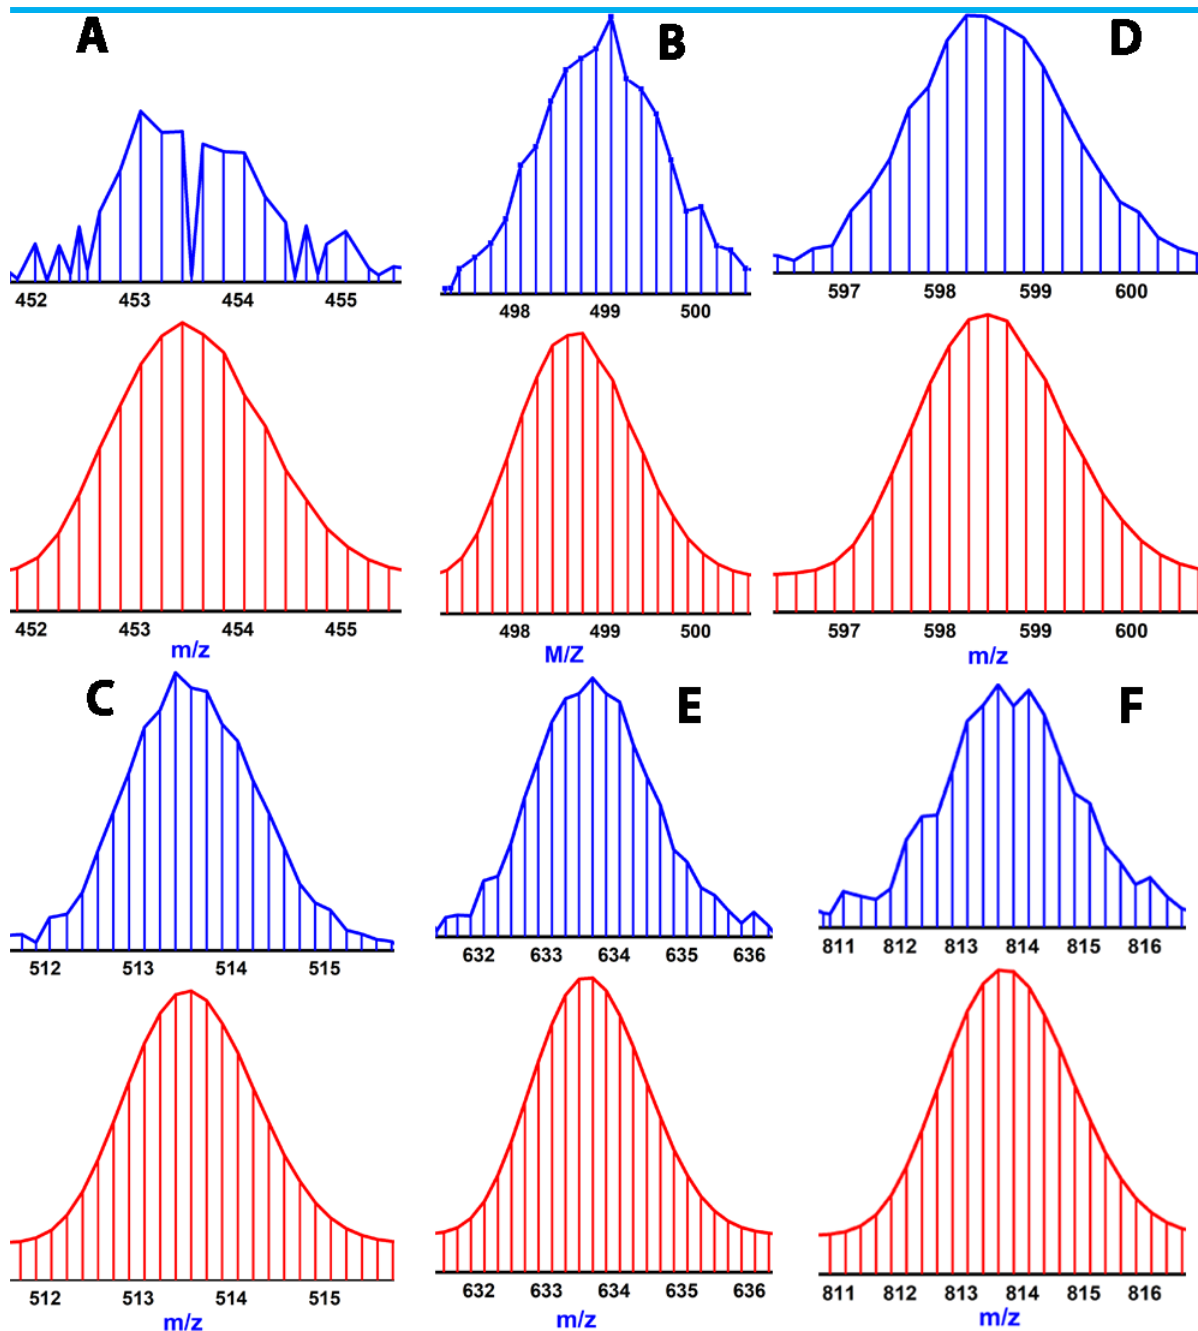 A
B
D
452 453 454 455
498 499 500
597 598 599 600
452 453 454 455
498 499 500
597 598 599 600
m/z
M/Z
m/z
C
E
F
512 513 514 515
632 633 634 635 636
811 812 813 814 815 816
512 513 514 515
632 633 634 635 636
811 812 813 814 815 816
m/z
m/z
m/z